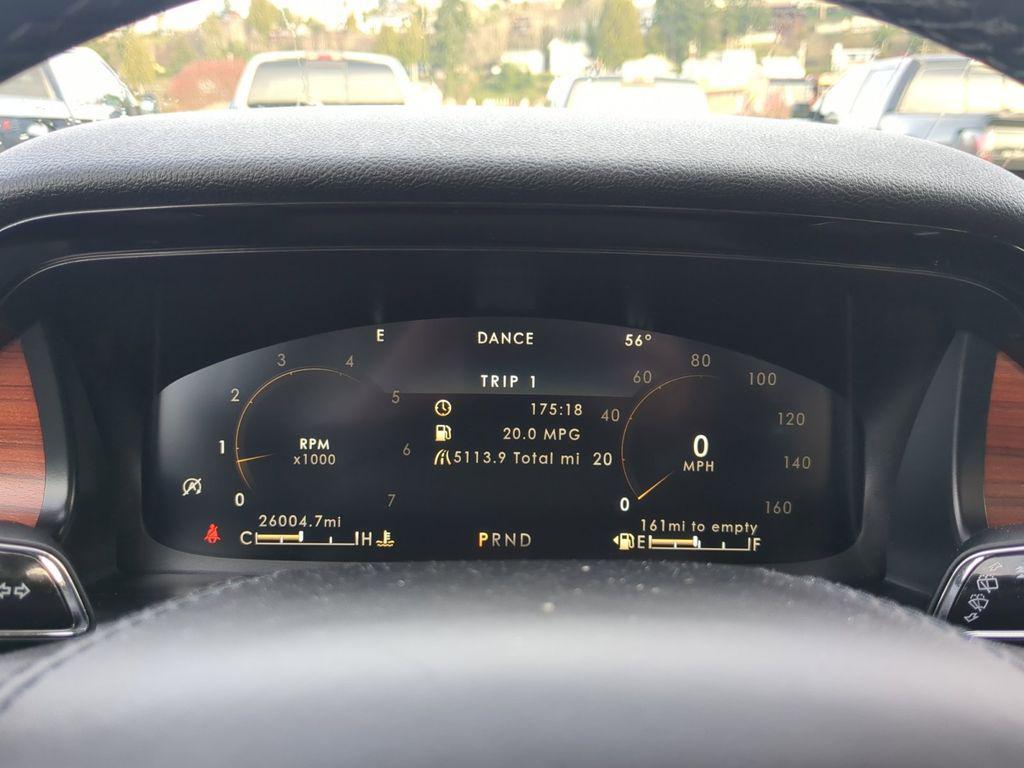 E DANCE 56°
TRIP 1
175:18
20.0 MPG
5113.9 Total mi
0 1 2 3 4 5 6 7
RPM
x1000
0 20 40 60 80 100 120 140 160
0
MPH
26004.7mi
C H
PRND
161mi to empty
E F